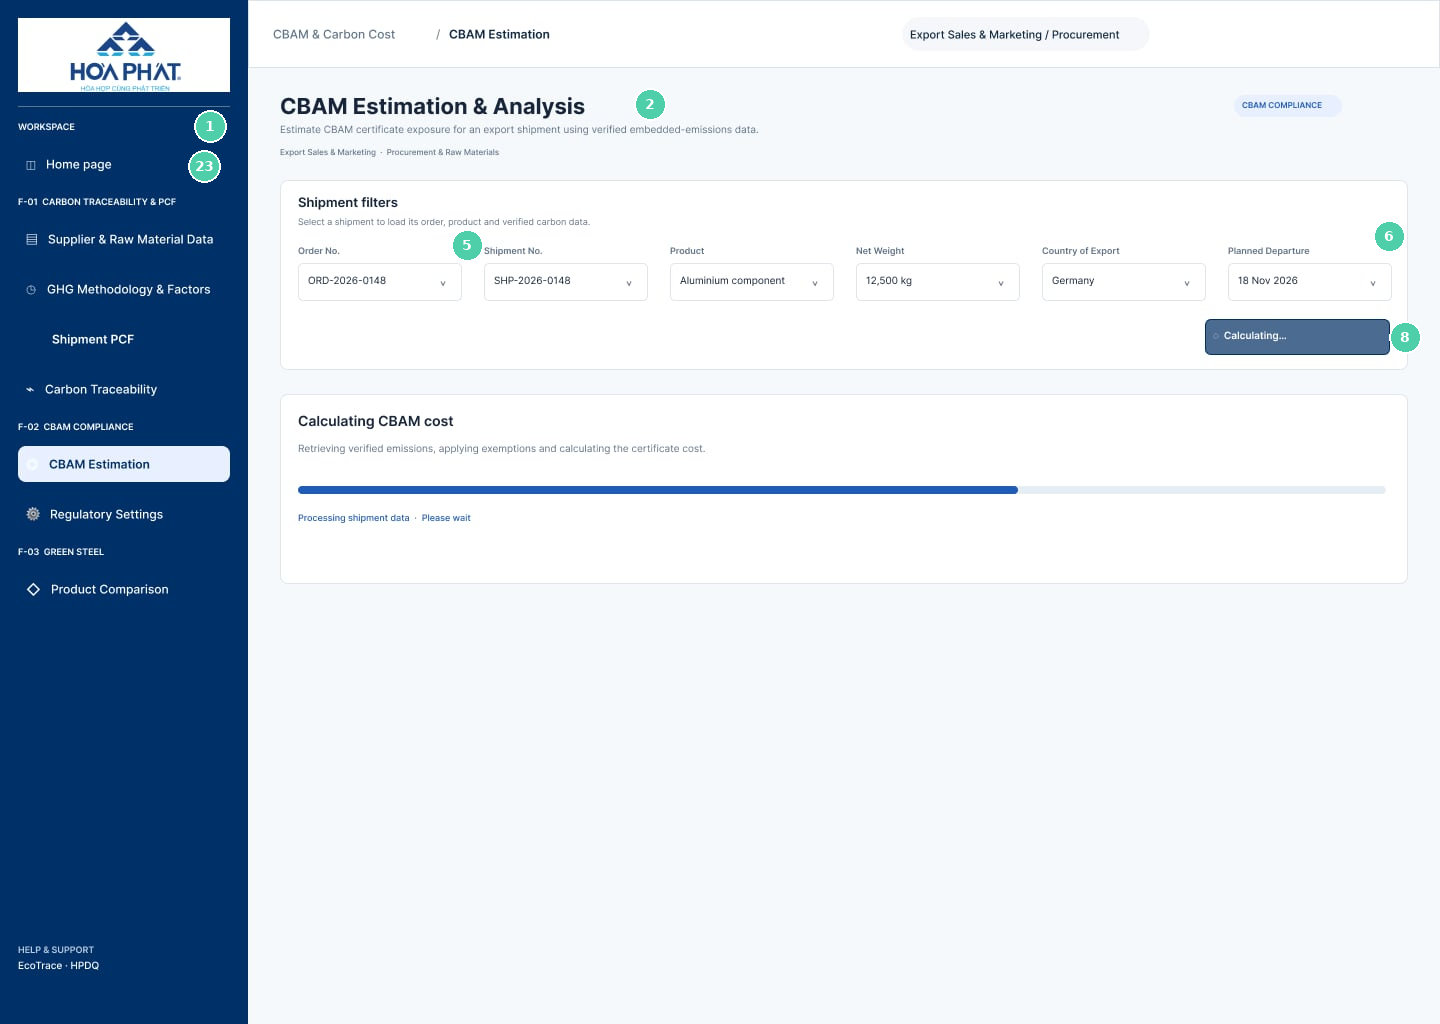 HÒA PHÁT
HÒA HỢP CÙNG PHÁT TRIỂN
WORKSPACE
1
Home page
23
F-01 CARBON TRACEABILITY & PCF
Supplier & Raw Material Data
GHG Methodology & Factors
Shipment PCF
Carbon Traceability
F-02 CBAM COMPLIANCE
CBAM Estimation
Regulatory Settings
F-03 GREEN STEEL
Product Comparison
HELP & SUPPORT
EcoTrace · HPDQ
CBAM & Carbon Cost / CBAM Estimation
Export Sales & Marketing / Procurement
CBAM Estimation & Analysis
2
CBAM COMPLIANCE
Estimate CBAM certificate exposure for an export shipment using verified embedded-emissions data.
Export Sales & Marketing · Procurement & Raw Materials
Shipment filters
Select a shipment to load its order, product and verified carbon data.
5
6
Order No. Shipment No. Product Net Weight Country of Export Planned Departure
ORD-2026-0148 SHP-2026-0148 Aluminium component 12,500 kg Germany 18 Nov 2026
Calculating...
8
Calculating CBAM cost
Retrieving verified emissions, applying exemptions and calculating the certificate cost.
Processing shipment data · Please wait